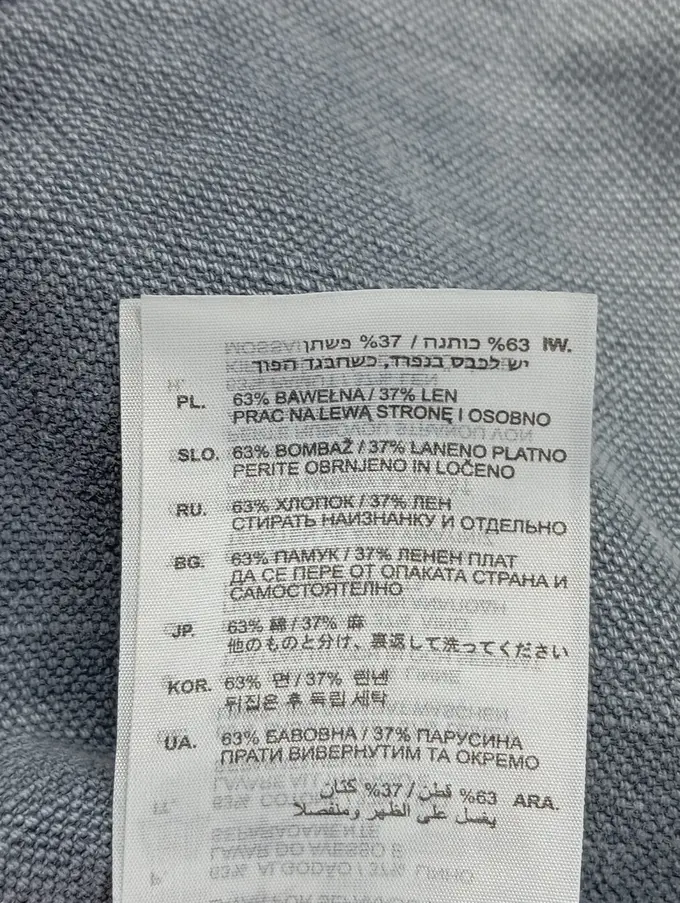 IW. 63% כותנה / 37% פשתן
יש לכבס בנפרד, כשהבגד הפוך
PL. 63% BAWEŁNA / 37% LEN
PRAC NA LEWĄ STRONĘ I OSOBNO
SLO. 63% BOMBAŽ / 37% LANENO PLATNO
PERITE OBRNJENO IN LOČENO
RU. 63% ХЛОПОК / 37% ЛЕН
СТИРАТЬ НАИЗНАНКУ И ОТДЕЛЬНО
BG. 63% ПАМУК / 37% ЛЕНЕН ПЛАТ
ДА СЕ ПЕРЕ ОТ ОПАКАТА СТРАНА И
САМОСТОЯТЕЛНО
JP. 63% 綿 / 37% 麻
他のものと分け、裏返して洗ってください
KOR. 63% 면 / 37% 린넨
뒤집은 후 독립 세탁
UA. 63% БАВОВНА / 37% ПАРУСИНА
ПРАТИ ВИВЕРНУТИМ ТА ОКРЕМО
ARA. 63% قطن / 37% كتان
يغسل على الظهر ومنفصلاً